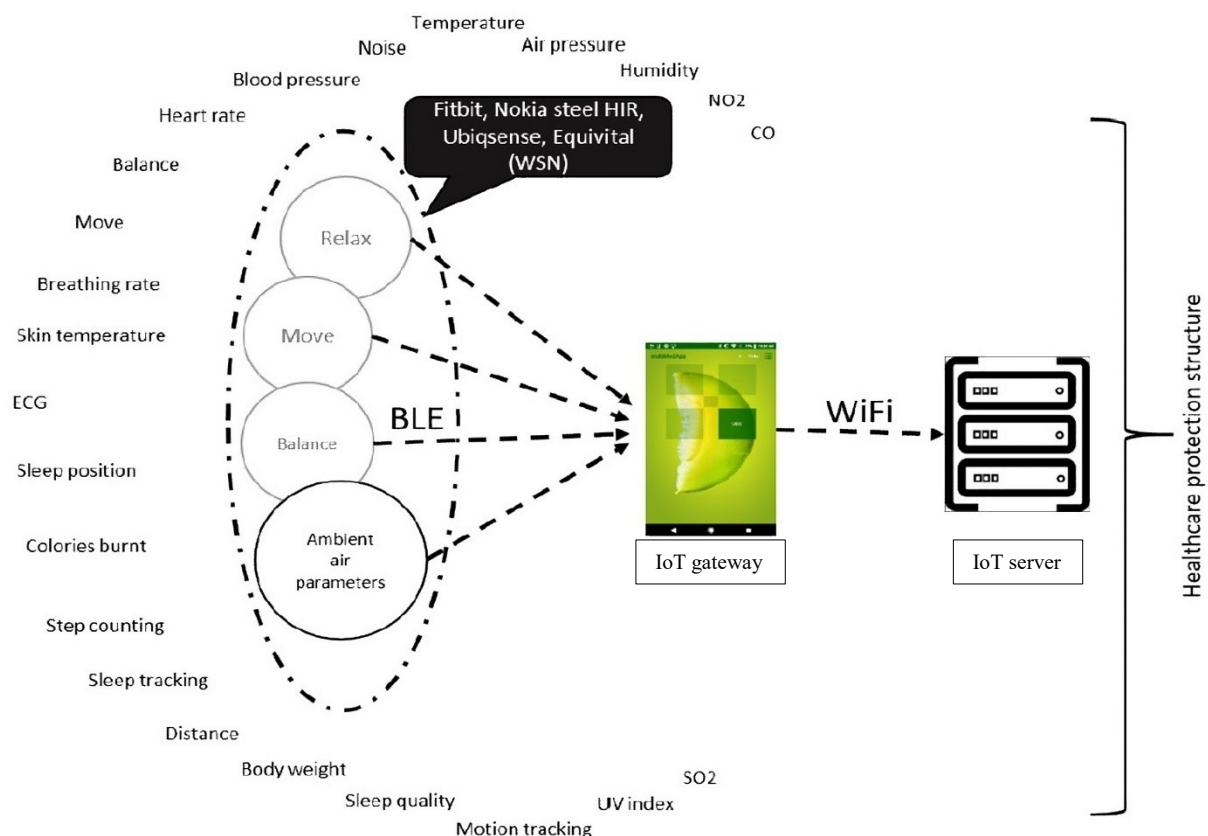 Temperature
Noise
Air pressure
Blood pressure
Humidity
Heart rate
NO2
CO
Fitbit, Nokia steel HIR,
Ubiqsense, Equivital
(WSN)
Balance
Move
Relax
Breathing rate
Skin temperature
Move
ECG
BLE
WiFi
Balance
Sleep position
Colories burnt
Ambient
air
parameters
IoT gateway
IoT server
Healthcare protection structure
Step counting
Sleep tracking
Distance
Body weight
SO2
Sleep quality
UV index
Motion tracking